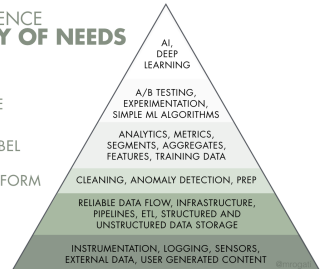 ENCE
Y OF NEEDS
E
BEL
FORM
AI,
DEEP
LEARNING
A/B TESTING,
EXPERIMENTATION,
SIMPLE ML ALGORITHMS
ANALYTICS, METRICS,
SEGMENTS, AGGREGATES,
FEATURES, TRAINING DATA
CLEANING, ANOMALY DETECTION, PREP
RELIABLE DATA FLOW, INFRASTRUCTURE,
PIPELINES, ETL, STRUCTURED AND
UNSTRUCTURED DATA STORAGE
INSTRUMENTATION, LOGGING, SENSORS,
EXTERNAL DATA, USER GENERATED CONTENT
@mrogati